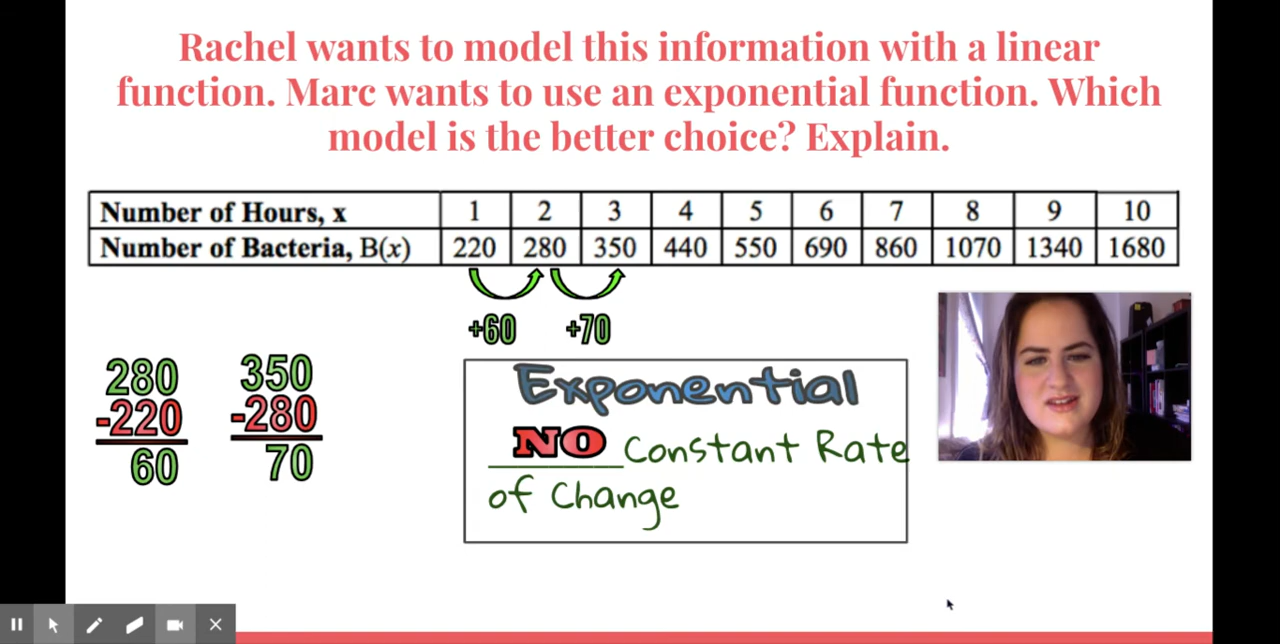 Rachel wants to model this information with a linear
function. Marc wants to use an exponential function. Which
model is the better choice? Explain.
Number of Hours, x 1 2 3 4 5 6 7 8 9 10
Number of Bacteria, B(x) 220 280 350 440 550 690 860 1070 1340 1680
+60 +70
280 350
-220 -280
60 70
Exponential
NO Constant Rate
of Change